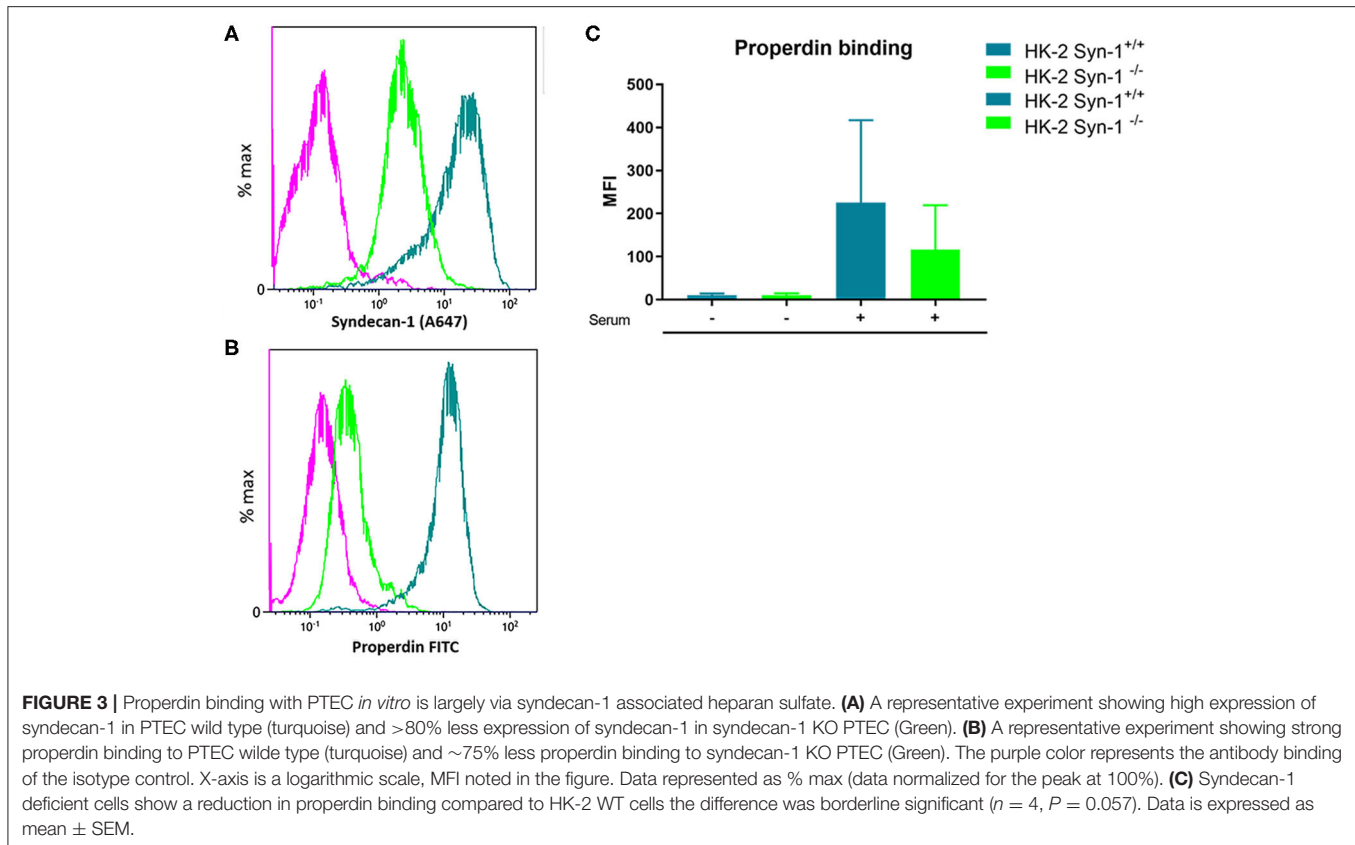 A
% max
0
10-1
100
101
102
Syndecan-1 (A647)
B
% max
0
10-1
100
101
102
Properdin FITC
C
Properdin binding
HK-2 Syn-1+/+
HK-2 Syn-1 -/-
HK-2 Syn-1+/+
HK-2 Syn-1 -/-
500
400
300
200
100
0
MFI
Serum - - + +
FIGURE 3 | Properdin binding with PTEC in vitro is largely via syndecan-1 associated heparan sulfate. (A) A representative experiment showing high expression of
syndecan-1 in PTEC wild type (turquoise) and >80% less expression of syndecan-1 in syndecan-1 KO PTEC (Green). (B) A representative experiment showing strong
properdin binding to PTEC wilde type (turquoise) and ~75% less properdin binding to syndecan-1 KO PTEC (Green). The purple color represents the antibody binding
of the isotype control. X-axis is a logarithmic scale, MFI noted in the figure. Data represented as % max (data normalized for the peak at 100%). (C) Syndecan-1
deficient cells show a reduction in properdin binding compared to HK-2 WT cells the difference was borderline significant (n = 4, P = 0.057). Data is expressed as
mean ± SEM.